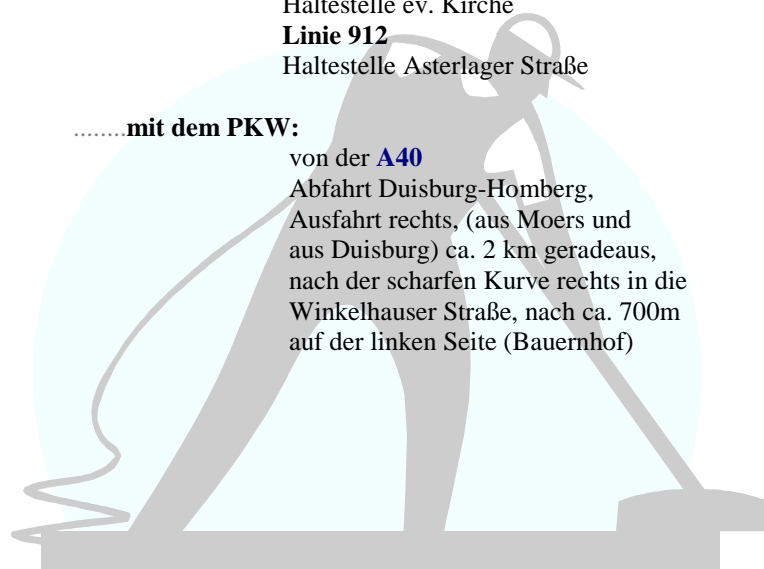 Haltestelle ev. Kirche
Linie 912
Haltestelle Asterlager Straße
........mit dem PKW:
von der A40
Abfahrt Duisburg-Homberg,
Ausfahrt rechts, (aus Moers und
aus Duisburg) ca. 2 km geradeaus,
nach der scharfen Kurve rechts in die
Winkelhauser Straße, nach ca. 700m
auf der linken Seite (Bauernhof)